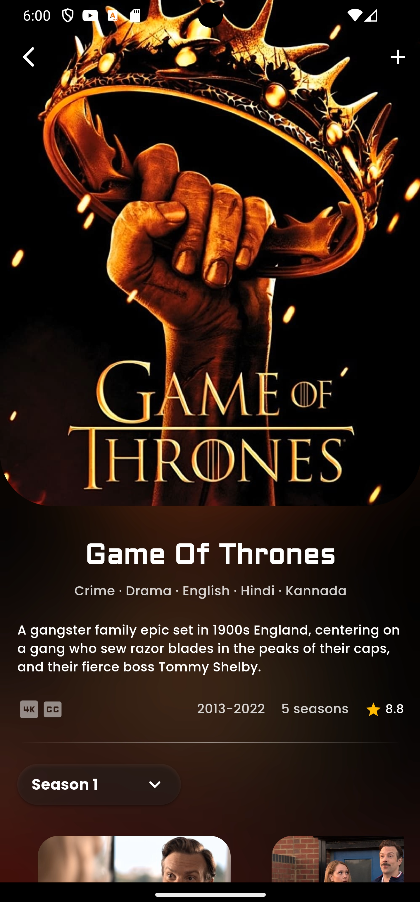 6:00
GAME OF
THRONES
Game Of Thrones
Crime · Drama · English · Hindi · Kannada
A gangster family epic set in 1900s England, centering on
a gang who sew razor blades in the peaks of their caps,
and their fierce boss Tommy Shelby.
4K CC 2013-2022 5 seasons 8.8
Season 1